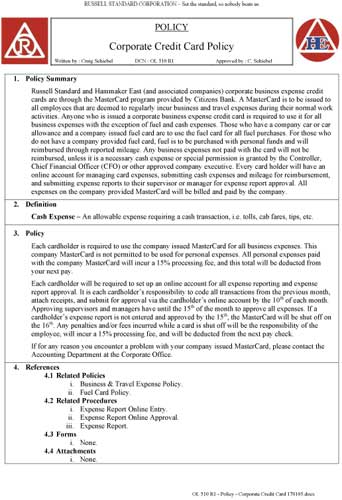 RUSSELL STANDARD CORPORATION – Set the standard, so nobody beats us
POLICY
Corporate Credit Card Policy
Written by : Craig Schiebel DCN : OL 510 R1 Approved by : C. Schiebel
1. Policy Summary
Russell Standard and Hammaker East (and associated companies) corporate business expense credit
cards are through the MasterCard program provided by Citizens Bank. A MasterCard is to be issued to
all employees that are deemed to regularly incur business and travel expenses during their normal work
activities. Anyone who is issued a corporate business expense credit card is required to use it for all
business expenses with the exception of fuel and cash expenses. Those who have a company car or car
allowance and a company issued fuel card are to use the fuel card for all fuel purchases. For those who
do not have a company provided fuel card, fuel is to be purchased with personal funds and will
reimbursed through reported mileage. Any business expenses not paid with the card will not be
reimbursed, unless it is a necessary cash expense or special permission is granted by the Controller,
Chief Financial Officer (CFO) or other approved company executive. Every card holder will have an
online account for managing card expenses, submitting cash expenses and mileage for reimbursement,
and submitting expense reports to their supervisor or manager for expense report approval. All
expenses on the company provided MasterCard will be billed and paid by the company.
2. Definition
Cash Expense – An allowable expense requiring a cash transaction, i.e. tolls, cab fares, tips, etc.
3. Policy
Each cardholder is required to use the company issued MasterCard for all business expenses. This
company MasterCard is not permitted to be used for personal expenses. All personal expenses paid
with the company MasterCard will incur a 15% processing fee, and this total will be deducted from
your next pay.
Each cardholder will be required to set up an online account for all expense reporting and expense
report approval. It is each cardholder's responsibility to code all transactions from the previous month,
attach receipts, and submit for approval via the cardholder's online account by the 10th of each month.
Approving supervisors and managers have until the 15th of the month to approve all expenses. If a
cardholder's expense report is not entered and approved by the 15th, the MasterCard will be shut off on
the 16th. Any penalties and/or fees incurred while a card is shut off will be the responsibility of the
employee, will incur a 15% processing fee, and will be deducted from the next pay check.
If for any reason you encounter a problem with your company issued MasterCard, please contact the
Accounting Department at the Corporate Office.
4. References
4.1 Related Policies
i. Business & Travel Expense Policy.
ii. Fuel Card Policy.
4.2 Related Procedures
i. Expense Report Online Entry.
ii. Expense Report Online Approval.
iii. Expense Report.
4.3 Forms
i. None.
4.4 Attachments
i. None.
OL 510 R1 - Policy - Corporate Credit Card 170105.docx